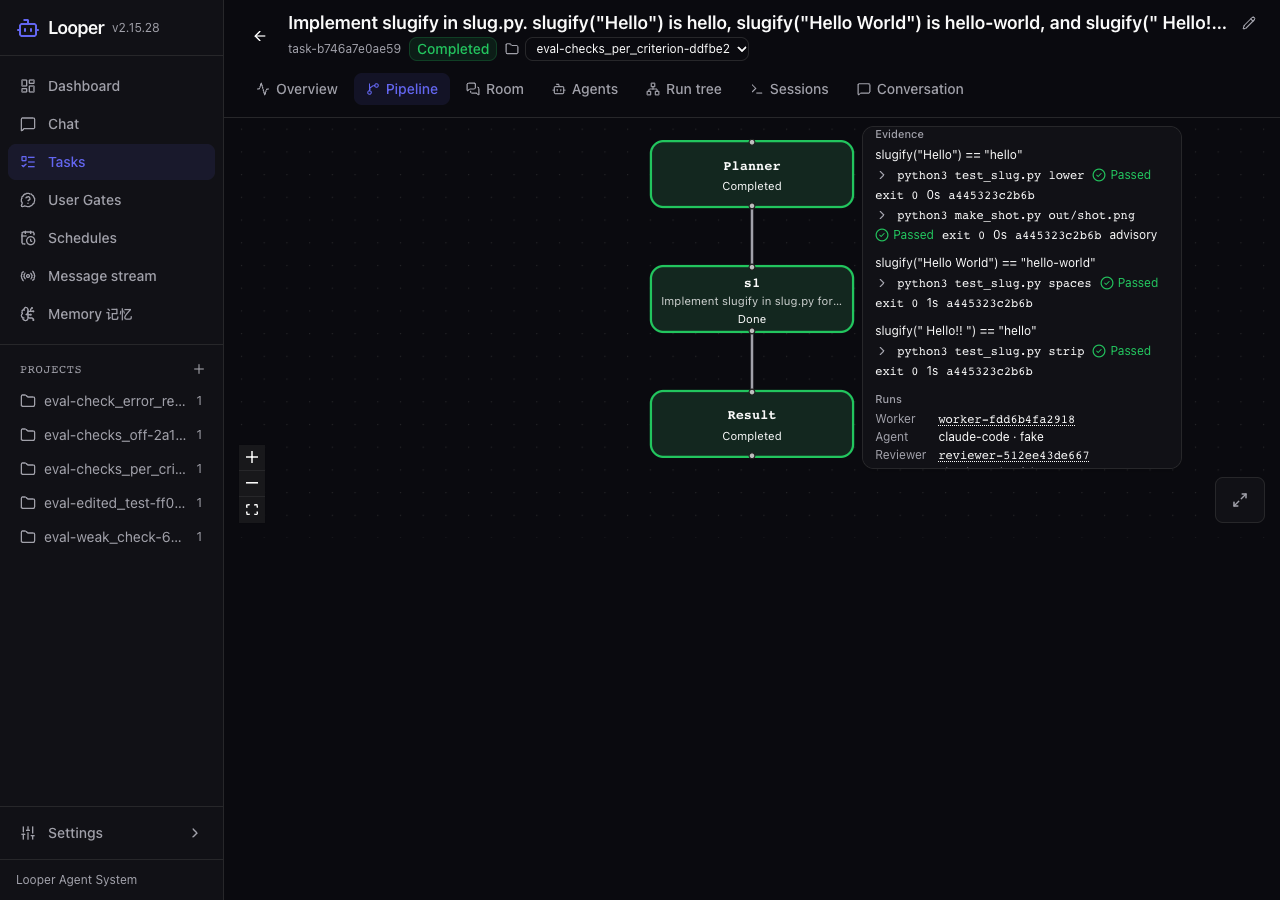 Looper v2.15.28
Dashboard
Chat
Tasks
User Gates
Schedules
Message stream
Memory 记忆
PROJECTS
eval-check_error_re... 1
eval-checks_off-2a1... 1
eval-checks_per_cri... 1
eval-edited_test-ff0... 1
eval-weak_check-6... 1
Settings
Looper Agent System
Implement slugify in slug.py. slugify("Hello") is hello, slugify("Hello World") is hello-world, and slugify(" Hello!...
task-b746a7e0ae59 Completed eval-checks_per_criterion-ddfbe2
Overview Pipeline Room Agents Run tree Sessions Conversation
Planner
Completed
s1
Implement slugify in slug.py for...
Done
Result
Completed
Evidence
slugify("Hello") == "hello"
python3 test_slug.py lower Passed
exit 0 0s a445323c2b6b
python3 make_shot.py out/shot.png
Passed exit 0 0s a445323c2b6b advisory
slugify("Hello World") == "hello-world"
python3 test_slug.py spaces Passed
exit 0 1s a445323c2b6b
slugify(" Hello!! ") == "hello"
python3 test_slug.py strip Passed
exit 0 1s a445323c2b6b
Runs
Worker worker-fdd6b4fa2918
Agent claude-code · fake
Reviewer reviewer-512ee43de667